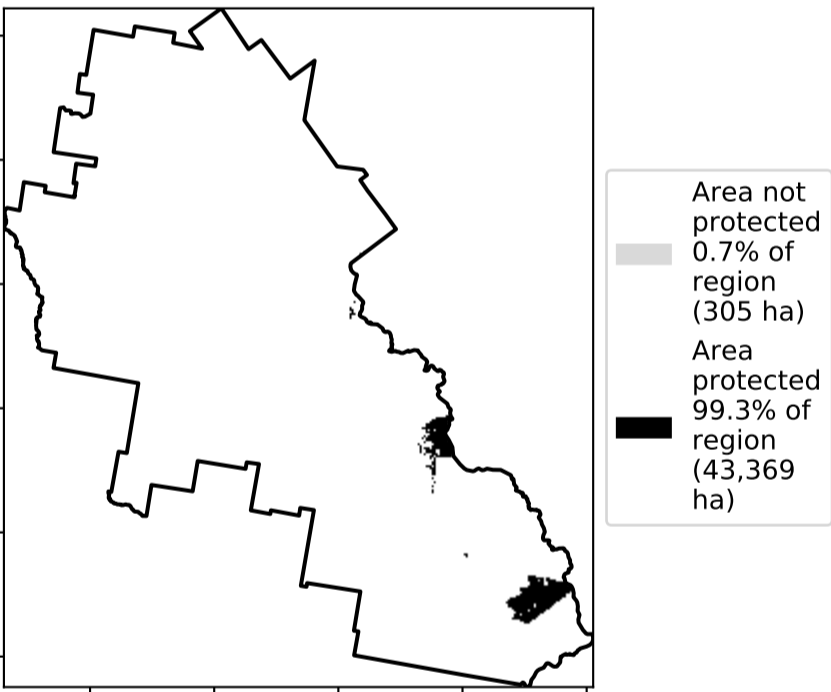 Area not
protected
0.7% of
region
(305 ha)
Area
protected
99.3% of
region
(43,369
ha)